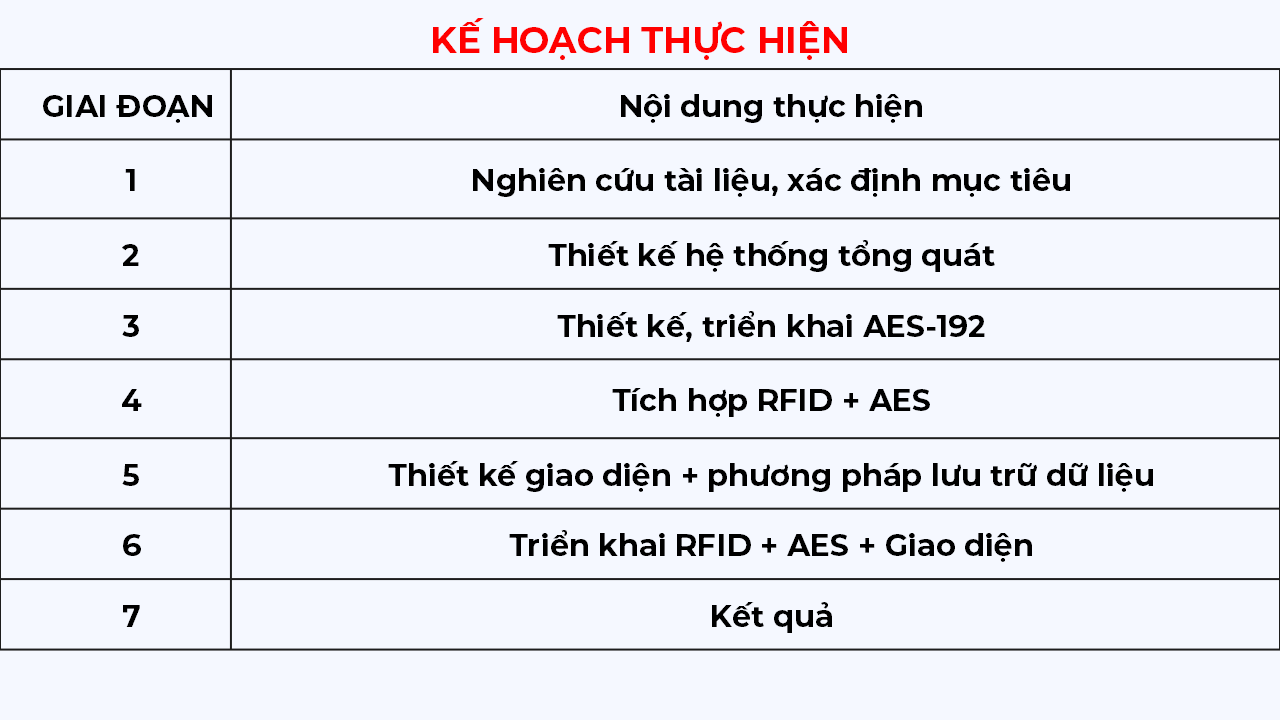 KẾ HOẠCH THỰC HIỆN
GIAI ĐOẠN Nội dung thực hiện
1 Nghiên cứu tài liệu, xác định mục tiêu
2 Thiết kế hệ thống tổng quát
3 Thiết kế, triển khai AES-192
4 Tích hợp RFID + AES
5 Thiết kế giao diện + phương pháp lưu trữ dữ liệu
6 Triển khai RFID + AES + Giao diện
7 Kết quả